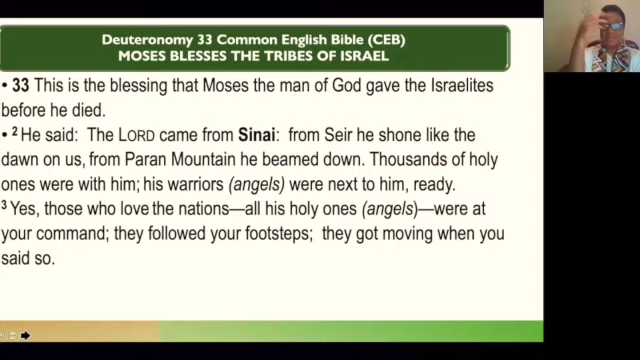 Deuteronomy 33 Common English Bible (CEB)
MOSES BLESSES THE TRIBES OF ISRAEL
• 33 This is the blessing that Moses the man of God gave the Israelites
before he died.
• 2 He said: The LORD came from Sinai: from Seir he shone like the
dawn on us, from Paran Mountain he beamed down. Thousands of holy
ones were with him; his warriors (angels) were next to him, ready.
3 Yes, those who love the nations—all his holy ones (angels)—were at
your command; they followed your footsteps; they got moving when you
said so.